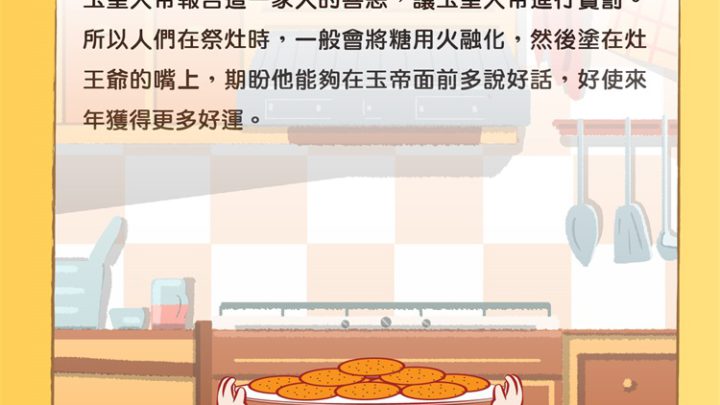 玉皇大帝報告這一家人的善惡，讓玉皇大帝進行賞罰。
所以人們在祭灶時，一般會將糖用火融化，然後塗在灶
王爺的嘴上，期盼他能夠在玉帝面前多說好話，好使來
年獲得更多好運。